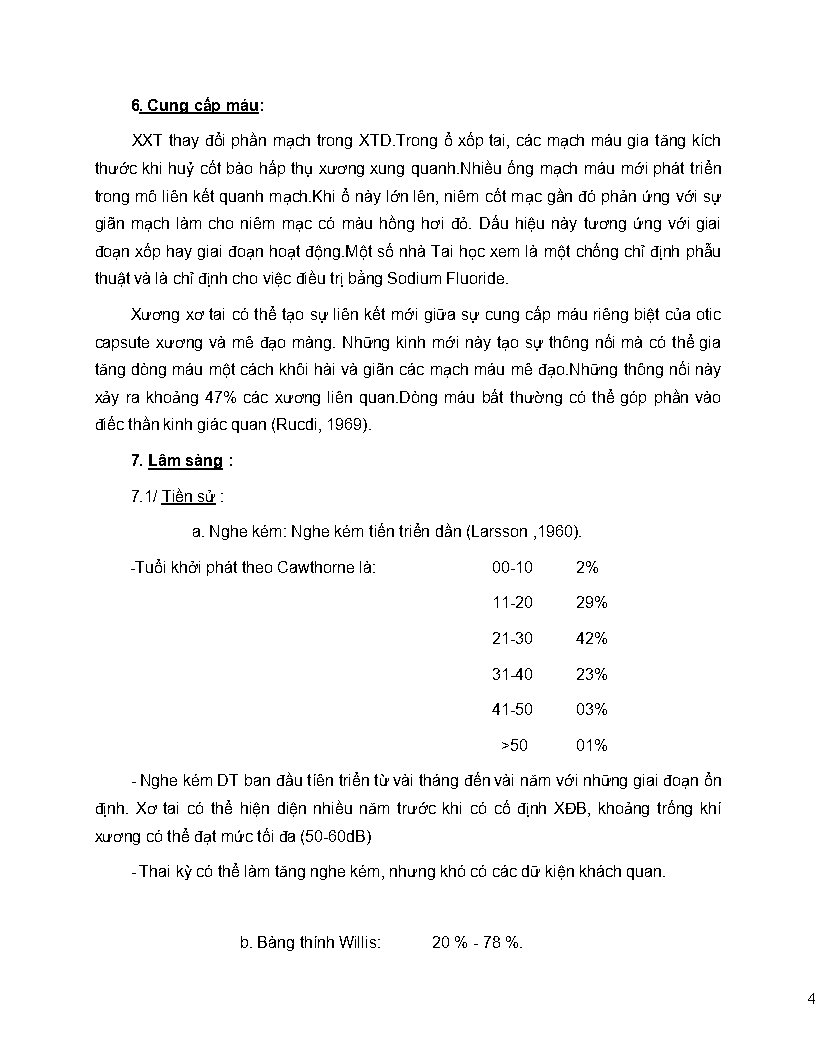 6. Cung cấp máu:
XXT thay đổi phần mạch trong XTD.Trong ổ xốp tai, các mạch máu gia tăng kích
thước khi huỷ cốt bào hấp thụ xương xung quanh.Nhiều ống mạch máu mới phát triển
trong mô liên kết quanh mạch.Khi ổ này lớn lên, niêm cốt mạc gần đó phản ứng với sự
giãn mạch làm cho niêm mạc có màu hồng hơi đỏ. Dấu hiệu này tương ứng với giai
đoạn xốp hay giai đoạn hoạt động.Một số nhà Tai học xem là một chống chỉ định phẫu
thuật và là chỉ định cho việc điều trị bằng Sodium Fluoride.
Xương xơ tai có thể tạo sự liên kết mới giữa sự cung cấp máu riêng biệt của otic
capsute xương và mê đạo màng. Những kinh mới này tạo sự thông nối mà có thể gia
tăng dòng máu một cách khôi hài và giãn các mạch máu mê đạo.Những thông nối này
xảy ra khoảng 47% các xương liên quan.Dòng máu bất thường có thể góp phần vào
điếc thần kinh giác quan (Rucdi, 1969).
7. Lâm sàng :
7.1/ Tiền sử :
a. Nghe kém: Nghe kém tiến triển dần (Larsson ,1960).
-Tuổi khởi phát theo Cawthorne là: 00-10 2%
11-20 29%
21-30 42%
31-40 23%
41-50 03%
>50 01%
- Nghe kém DT ban đầu tiên triển từ vài tháng đến vài năm với những giai đoạn ổn
định. Xơ tai có thể hiện diện nhiều năm trước khi có cố định XĐB, khoảng trống khí
xương có thể đạt mức tối đa (50-60dB)
- Thai kỳ có thể làm tăng nghe kém, nhưng khó có các dữ kiện khách quan.
b. Bàng thính Willis: 20 % - 78 %.
4